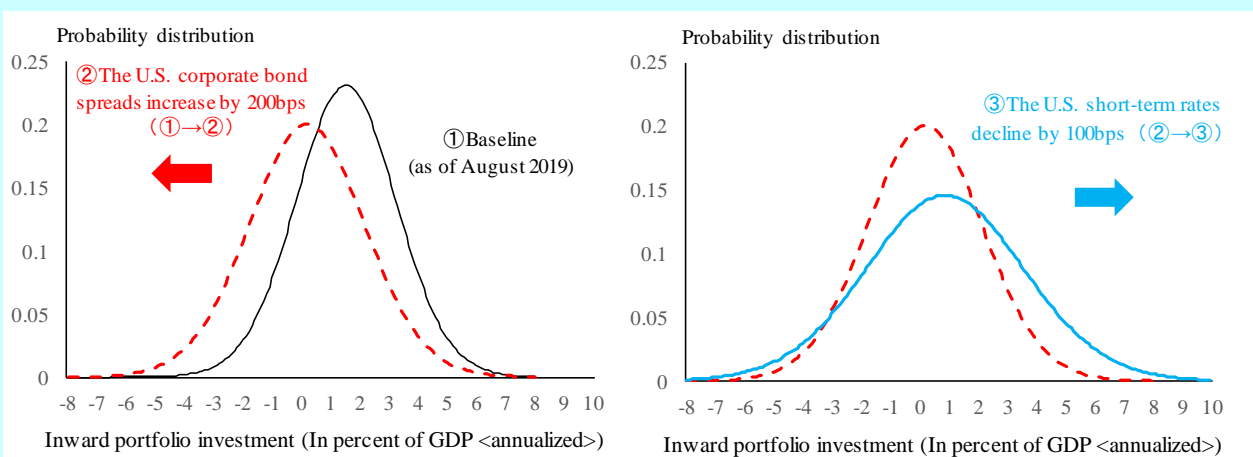 Probability distribution
0.25
0.2
0.15
0.1
0.05
0
②The U.S. corporate bond
spreads increase by 200bps
(①→②)
①Baseline
(as of August 2019)
-8 -7 -6 -5 -4 -3 -2 -1 0 1 2 3 4 5 6 7 8 9 10
Inward portfolio investment (In percent of GDP <annualized>)
Probability distribution
0.25
0.2
0.15
0.1
0.05
0
③The U.S. short-term rates
decline by 100bps (②→③)
-8 -7 -6 -5 -4 -3 -2 -1 0 1 2 3 4 5 6 7 8 9 10
Inward portfolio investment (In percent of GDP <annualized>)